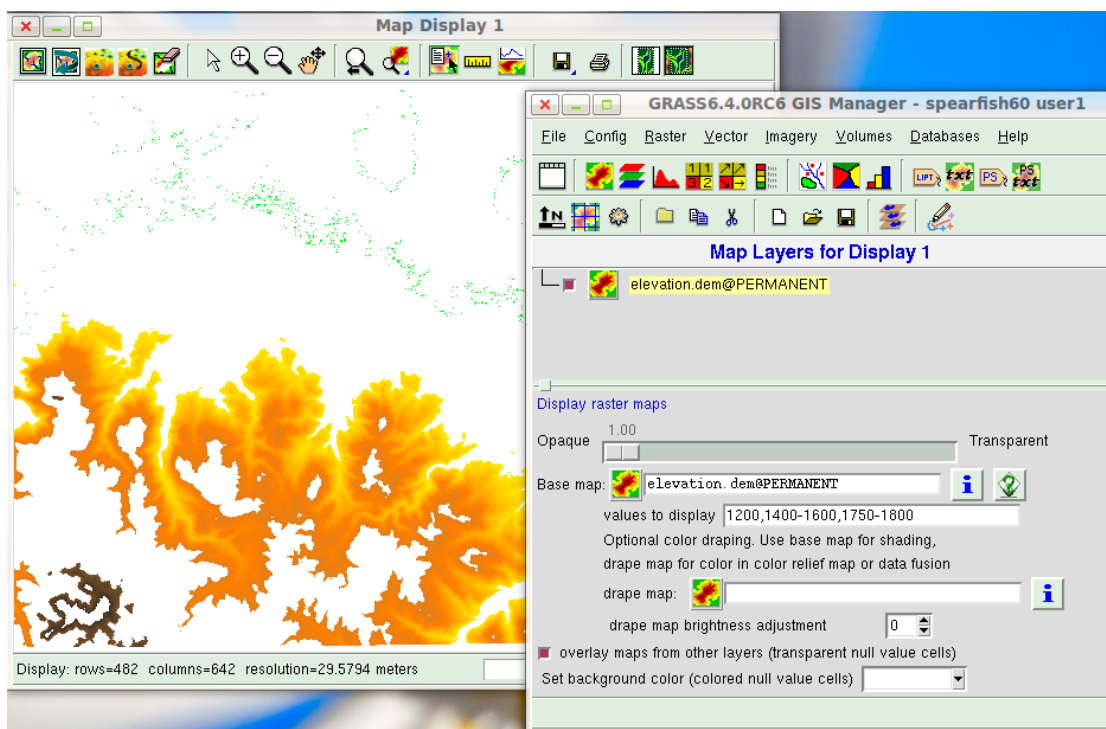 Map Display 1
GRASS6.4.0RC6 GIS Manager - spearfish60 user1
File Config Raster Vector Imagery Volumes Databases Help
LIPT txt PS PS txt
N
Map Layers for Display 1
elevation.dem@PERMANENT
Display raster maps
1.00
Opaque Transparent
Base map: elevation.dem@PERMANENT i ?
values to display 1200,1400-1600,1750-1800
Optional color draping. Use base map for shading,
drape map for color in color relief map or data fusion
drape map: i
drape map brightness adjustment 0
overlay maps from other layers (transparent null value cells)
Set background color (colored null value cells)
Display: rows=482 columns=642 resolution=29.5794 meters